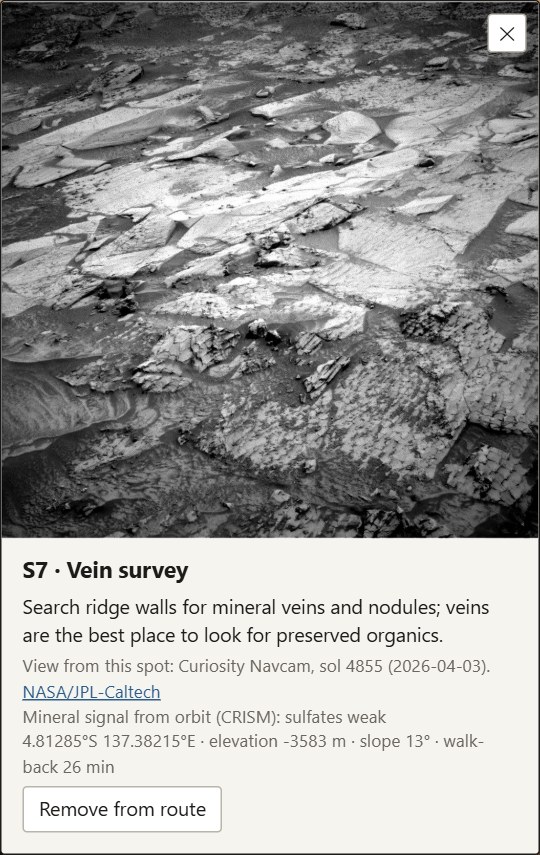 S7 · Vein survey
Search ridge walls for mineral veins and nodules; veins
are the best place to look for preserved organics.
View from this spot: Curiosity Navcam, sol 4855 (2026-04-03).
NASA/JPL-Caltech
Mineral signal from orbit (CRISM): sulfates weak
4.81285°S 137.38215°E · elevation -3583 m · slope 13° · walk-
back 26 min
Remove from route